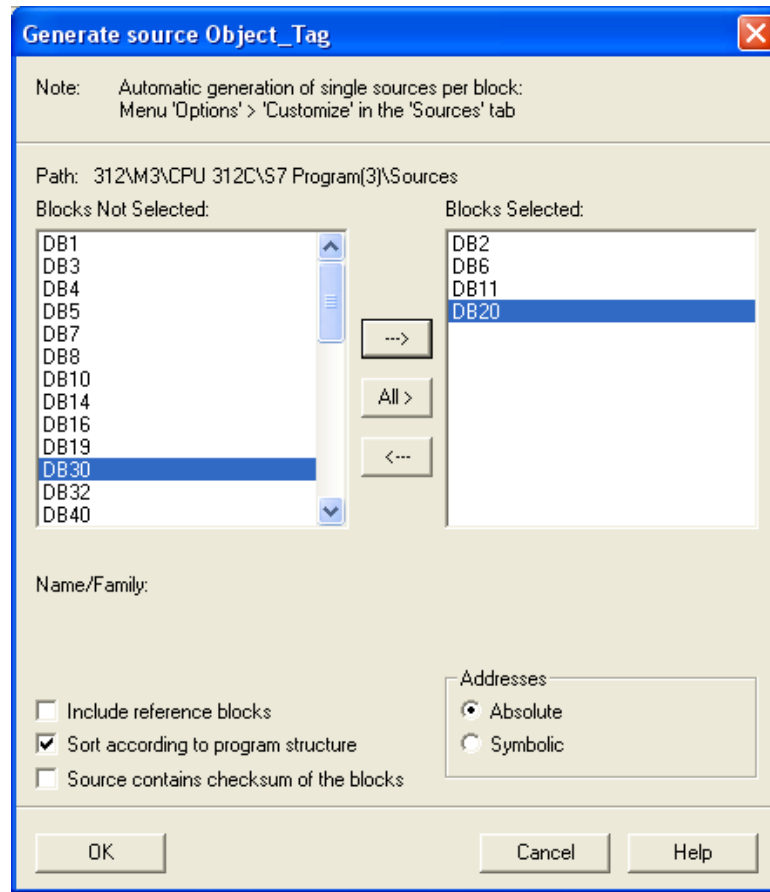 Generate source Object_Tag
Note: Automatic generation of single sources per block:
Menu 'Options' > 'Customize' in the 'Sources' tab
Path: 312\M3\CPU 312C\S7 Program(3)\Sources
Blocks Not Selected:
DB1
DB3
DB4
DB5
DB7
DB8
DB10
DB14
DB16
DB19
DB30
DB32
DB40
--->
All >
<---
Blocks Selected:
DB2
DB6
DB11
DB20
Name/Family:
Include reference blocks
Sort according to program structure
Source contains checksum of the blocks
Addresses
Absolute
Symbolic
OK
Cancel
Help